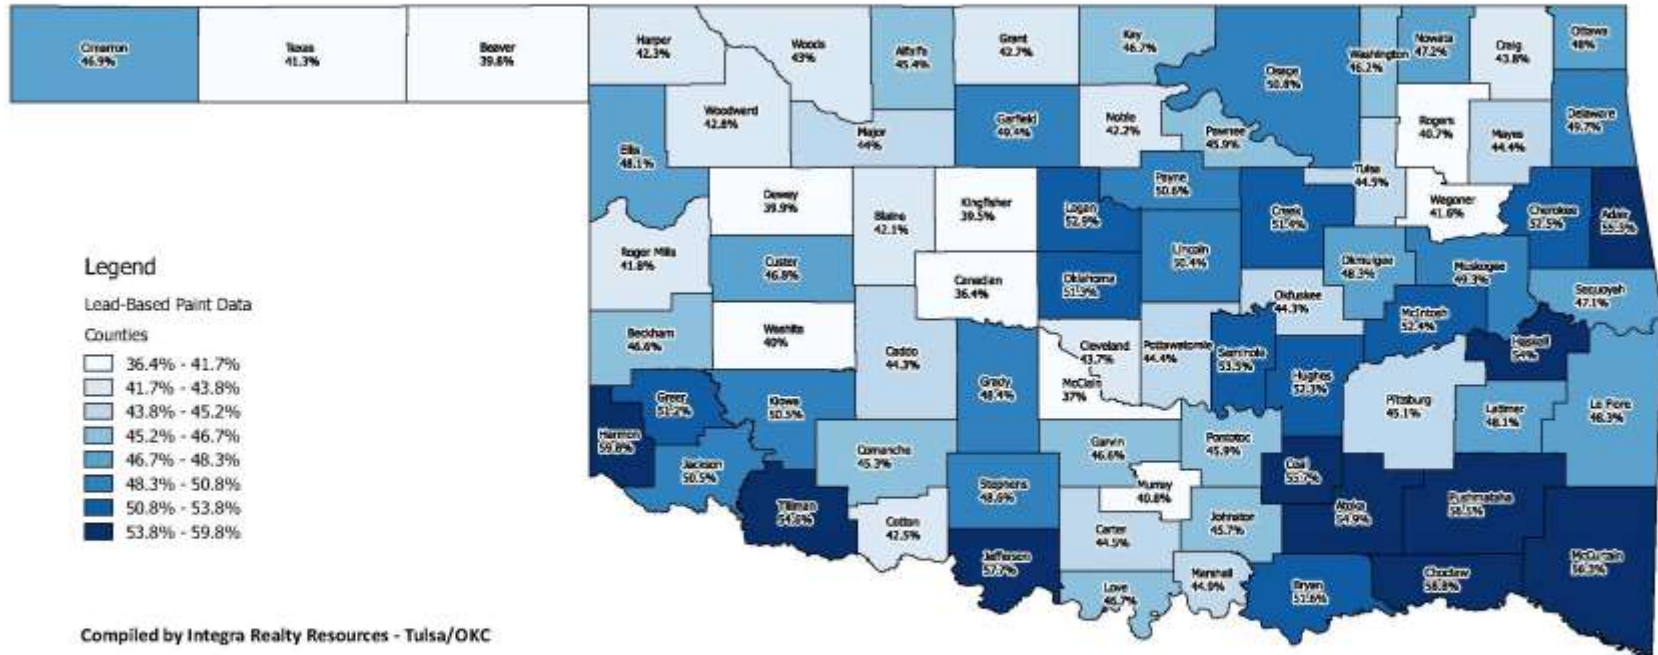 Cimarron
46.9%
Texas
41.3%
Beaver
39.8%
Harper
42.3%
Woods
43%
Alfalfa
45.4%
Grant
42.7%
Kay
46.7%
Osage
50.8%
Washington
46.2%
Nowata
47.2%
Craig
43.8%
Ottawa
48%
Woodward
42.8%
Major
44%
Garfield
49.4%
Noble
42.2%
Pawnee
45.9%
Rogers
40.7%
Mayes
44.4%
Delaware
49.7%
Ellis
48.1%
Dewey
39.9%
Blaine
42.1%
Kingfisher
39.5%
Logan
52.9%
Payne
50.6%
Creek
51.4%
Tulsa
44.5%
Wagoner
41.6%
Cherokee
52.5%
Adair
55.3%
Roger Mills
41.8%
Custer
46.8%
Canadian
36.4%
Oklahoma
51.9%
Lincoln
50.4%
Okmulgee
48.3%
Muskogee
49.3%
Sequoyah
47.1%
Okfuskee
44.3%
McIntosh
52.4%
Haskell
54%
Beckham
46.6%
Washita
40%
Caddo
44.3%
Grady
48.4%
Cleveland
43.7%
McClain
37%
Pottawatomie
44.4%
Seminole
53.5%
Hughes
52.3%
Pittsburg
45.1%
Latimer
48.1%
Le Flore
48.3%
Harmon
59.8%
Greer
51.2%
Kiowa
50.5%
Jackson
50.5%
Comanche
45.3%
Stephens
48.6%
Garvin
46.6%
Pontotoc
45.9%
Murray
40.8%
Coal
Atoka
54.9%
Pushmataha
Tillman
Cotton
42.5%
Jefferson
57.7%
Carter
44.5%
Johnston
45.7%
Love
46.7%
Marshall
44.9%
Bryan
51.6%
Choctaw
58.8%
McCurtain
Legend
Lead-Based Paint Data
Counties
36.4% - 41.7%
41.7% - 43.8%
43.8% - 45.2%
45.2% - 46.7%
46.7% - 48.3%
48.3% - 50.8%
50.8% - 53.8%
53.8% - 59.8%
Compiled by Integra Realty Resources - Tulsa/OKC